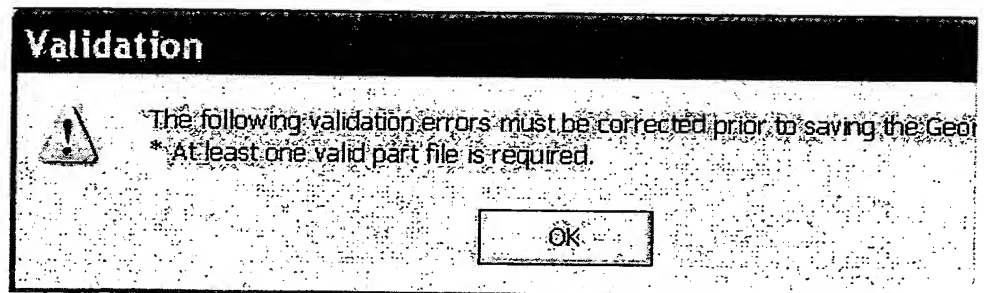 Validation
The following validation errors must be corrected prior to saving the Geor
* At least one valid part file is required.
OK